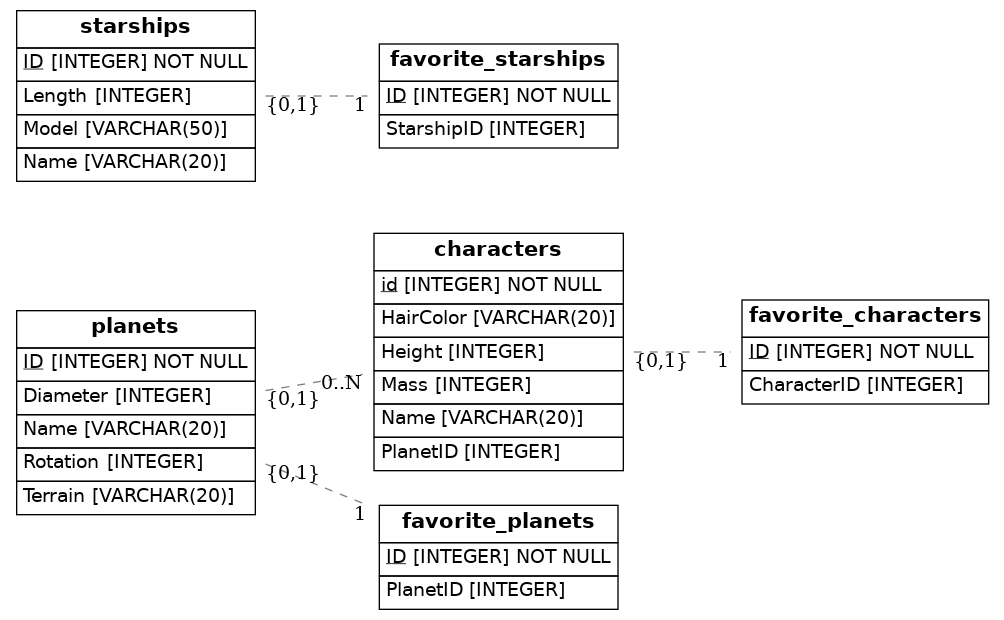 starships
ID [INTEGER] NOT NULL
Length [INTEGER]
Model [VARCHAR(50)]
Name [VARCHAR(20)]
{0,1}
1
favorite_starships
ID [INTEGER] NOT NULL
StarshipID [INTEGER]
planets
ID [INTEGER] NOT NULL
Diameter [INTEGER]
Name [VARCHAR(20)]
Rotation [INTEGER]
Terrain [VARCHAR(20)]
{0,1}
0..N
{0,1}
1
characters
id [INTEGER] NOT NULL
HairColor [VARCHAR(20)]
Height [INTEGER]
Mass [INTEGER]
Name [VARCHAR(20)]
PlanetID [INTEGER]
{0,1}
1
favorite_characters
ID [INTEGER] NOT NULL
CharacterID [INTEGER]
favorite_planets
ID [INTEGER] NOT NULL
PlanetID [INTEGER]